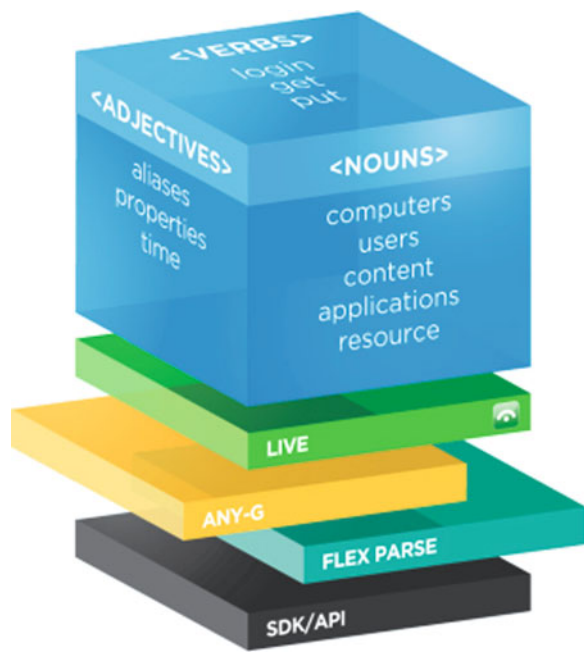 <VERBS>
login
get
put
<ADJECTIVES>
aliases
properties
time
<NOUNS>
computers
users
content
applications
resource
LIVE
ANY-G
FLEX PARSE
SDK/API